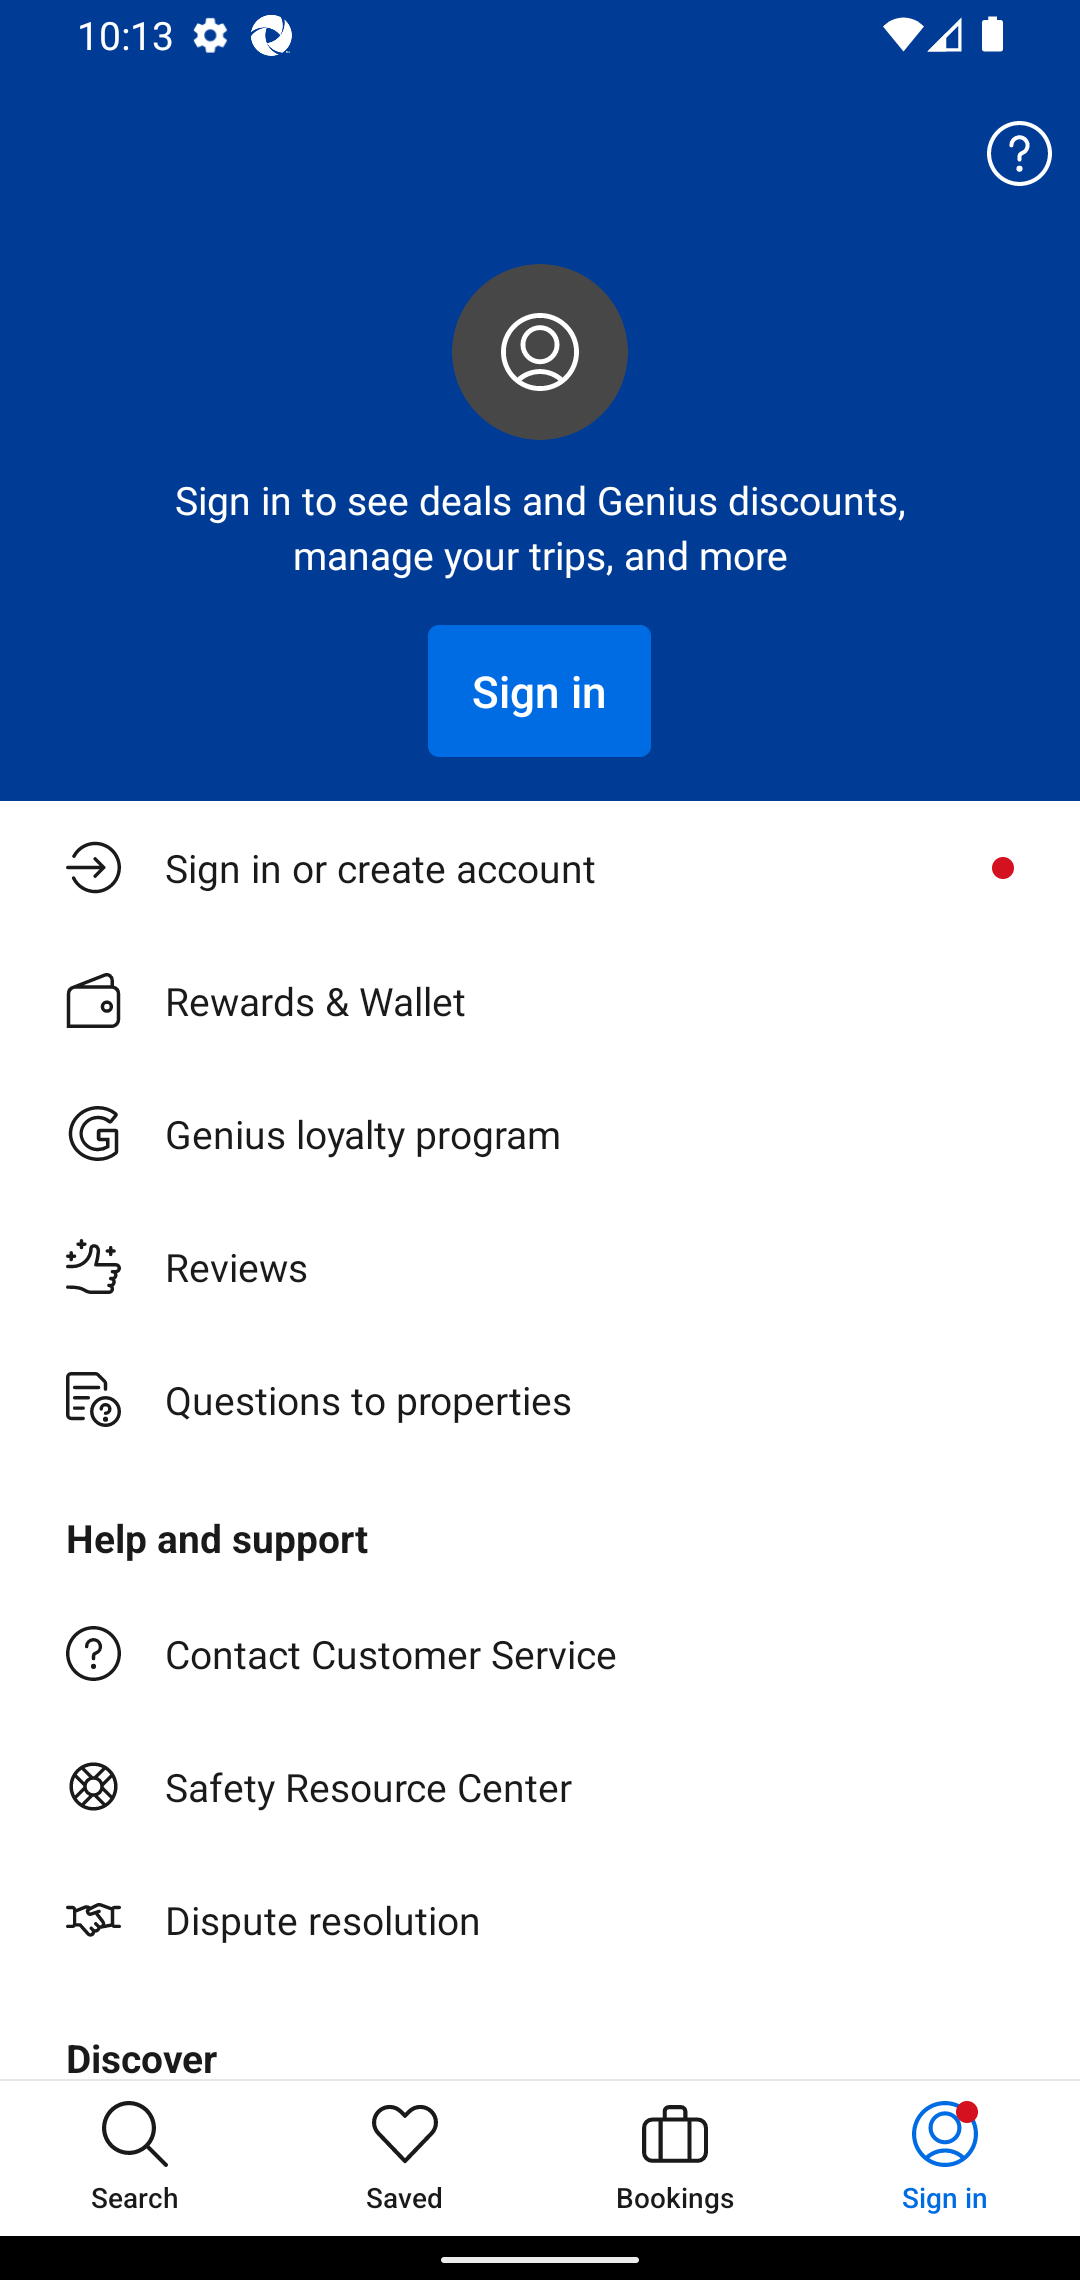 10:13
Sign in to see deals and Genius discounts,
manage your trips, and more
Sign in
Sign in or create account
Rewards & Wallet
Genius loyalty program
Reviews
Questions to properties
Help and support
Contact Customer Service
Safety Resource Center
Dispute resolution
Discover
Search
Saved
Bookings
Sign in